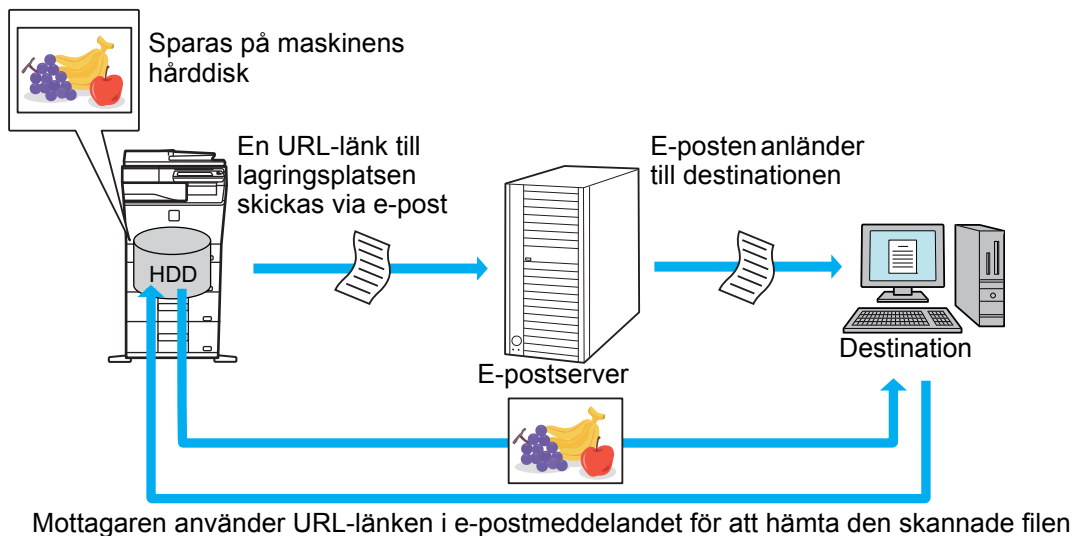 Sparas på maskinens
hårddisk
En URL-länk till
lagringsplatsen
skickas via e-post
E-posten anländer
till destinationen
HDD
E-postserver
Destination
Mottagaren använder URL-länken i e-postmeddelandet för att hämta den skannade filen